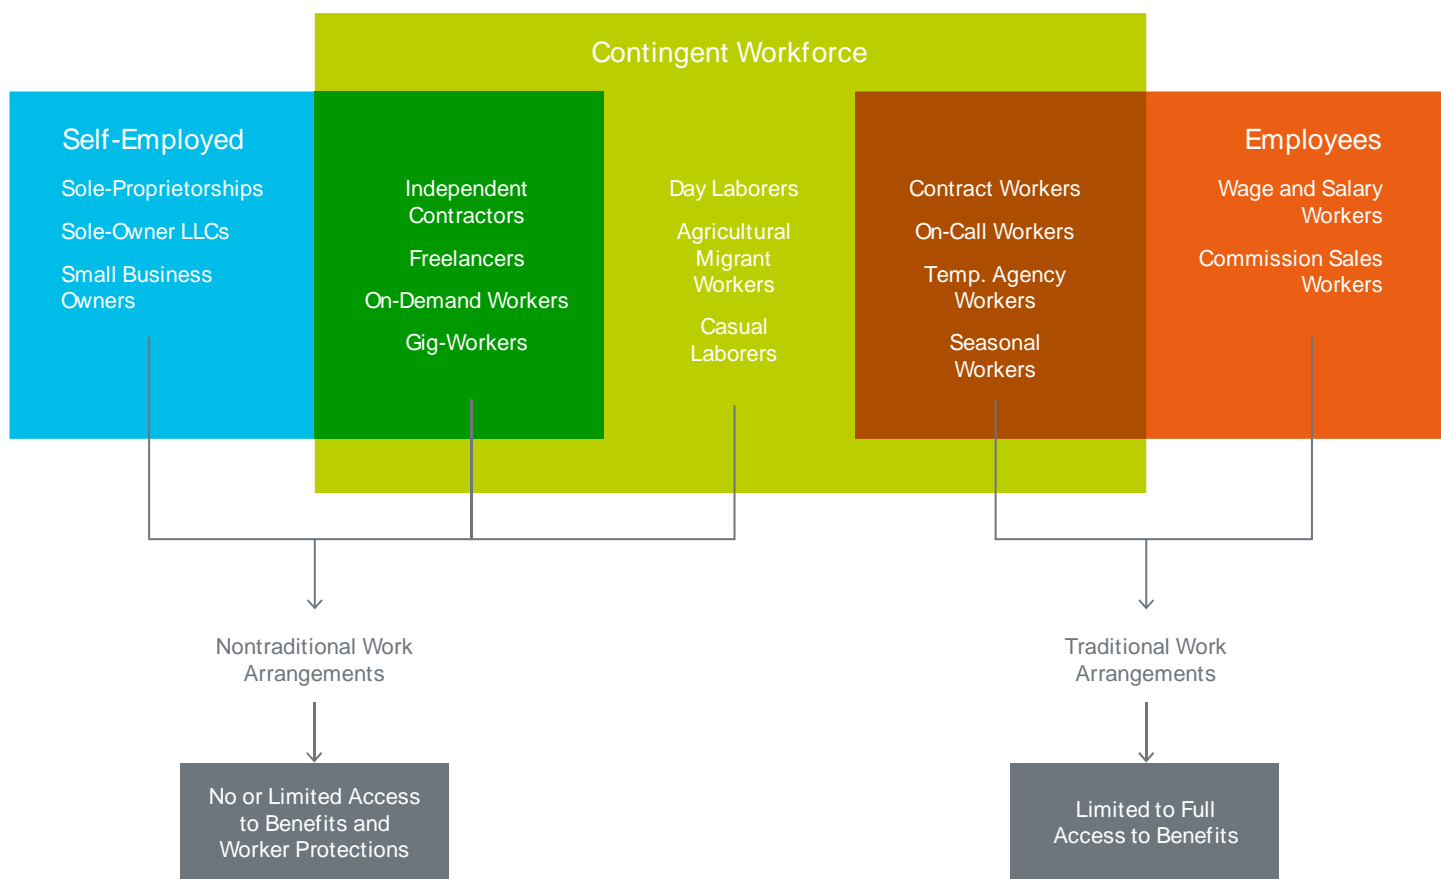 Contingent Workforce
Self-Employed
Sole-Proprietorships
Sole-Owner LLCs
Small Business
Owners
Independent
Contractors
Freelancers
On-Demand Workers
Gig-Workers
Day Laborers
Agricultural
Migrant
Workers
Casual
Laborers
Contract Workers
On-Call Workers
Temp. Agency
Workers
Seasonal
Workers
Employees
Wage and Salary
Workers
Commission Sales
Workers
Nontraditional Work
Arrangements
No or Limited Access
to Benefits and
Worker Protections
Traditional Work
Arrangements
Limited to Full
Access to Benefits